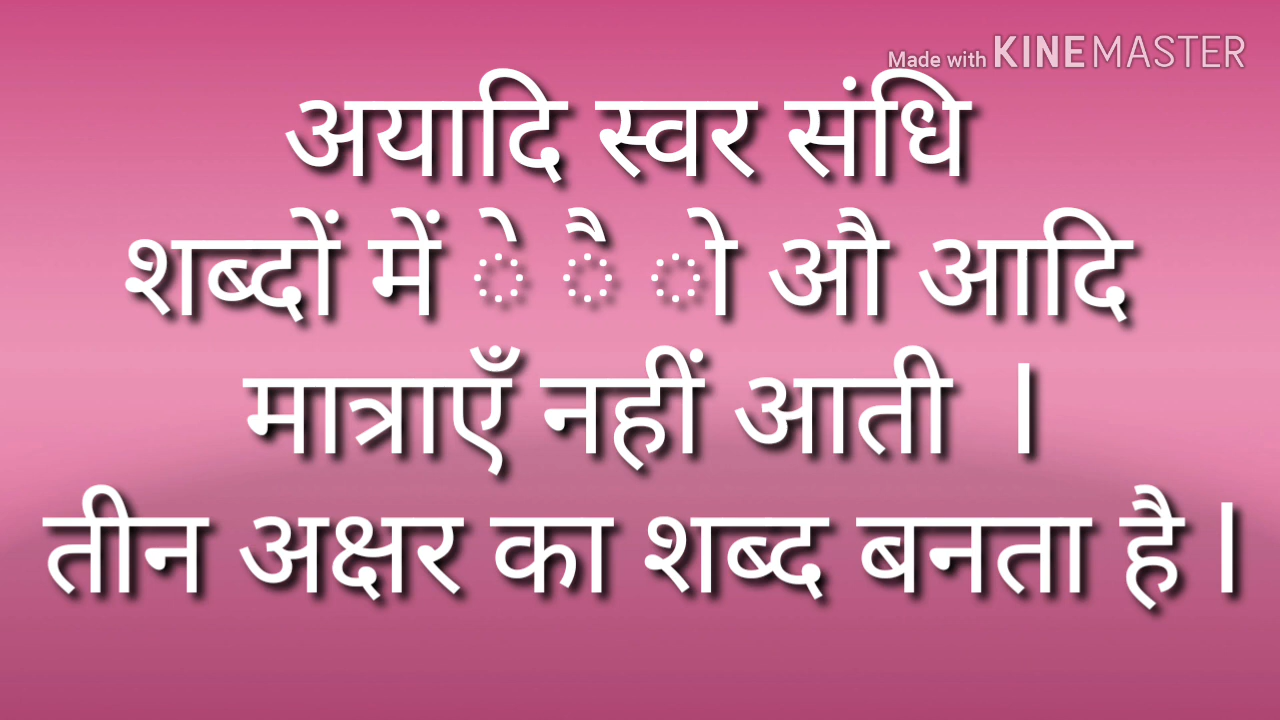 Made with KINEMASTER
अयादि स्वर संधि
शब्दों में े ै ो औ आदि
मात्राएँ नहीं आती ।
तीन अक्षर का शब्द बनता है ।